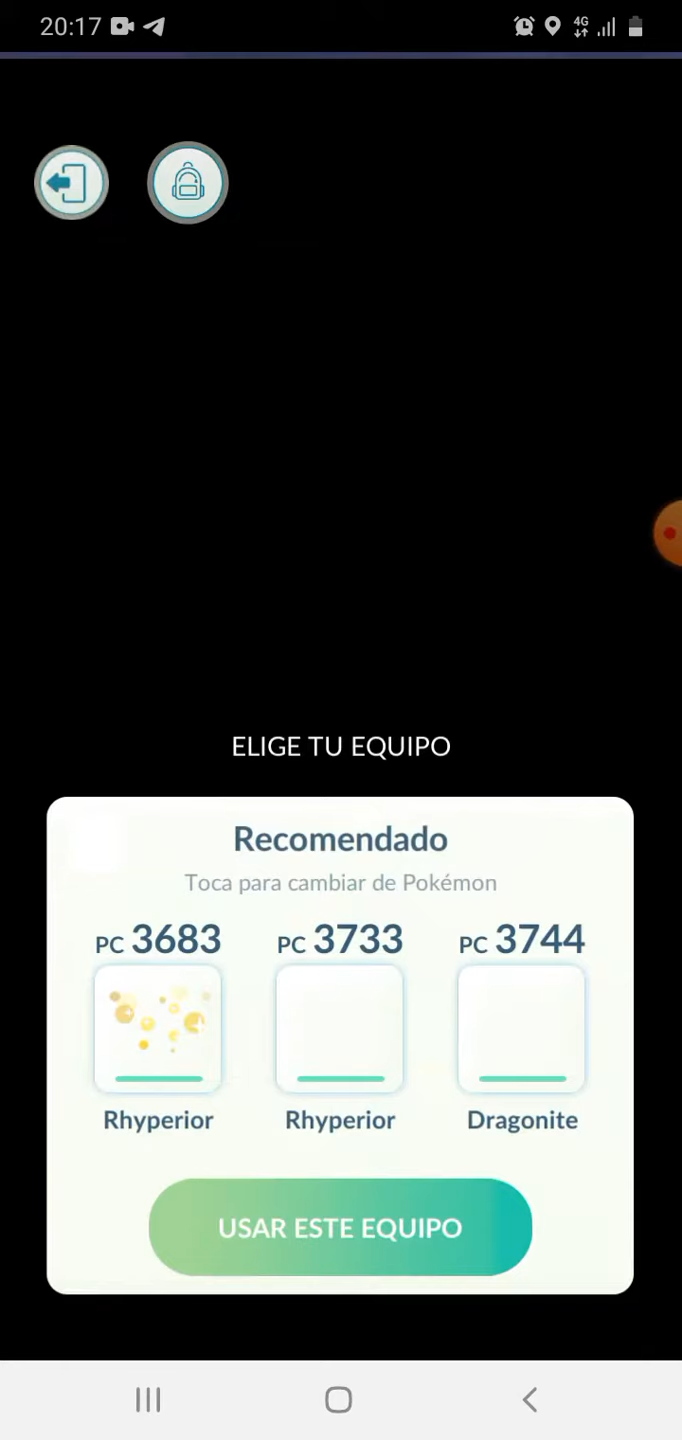 20:17
4G
ELIGE TU EQUIPO
Recomendado
Toca para cambiar de Pokémon
PC 3683 PC 3733 PC 3744
Rhyperior Rhyperior Dragonite
USAR ESTE EQUIPO